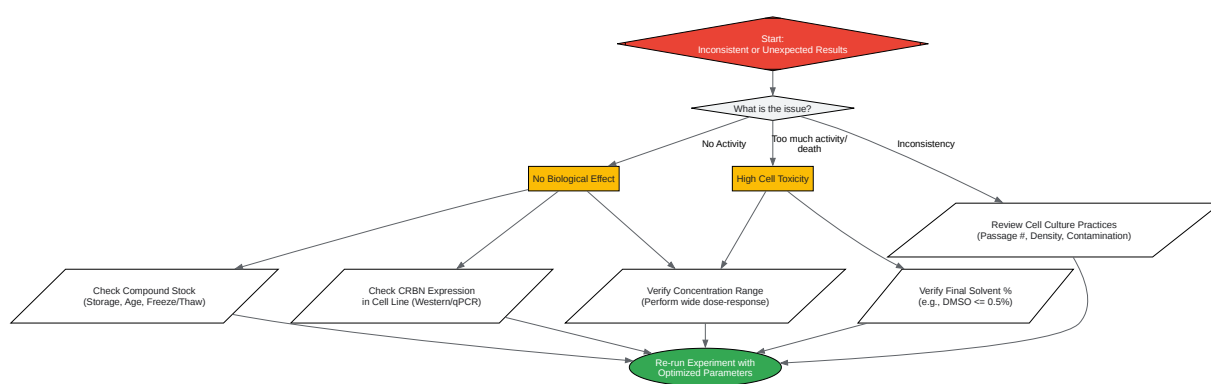 Start:
Inconsistent or Unexpected Results
What is the issue?
No Activity
Too much activity/
death
Inconsistency
No Biological Effect
High Cell Toxicity
Review Cell Culture Practices
(Passage #, Density, Contamination)
Check Compound Stock
(Storage, Age, Freeze/Thaw)
Check CRBN Expression
in Cell Line (Western/qPCR)
Verify Concentration Range
(Perform wide dose-response)
Verify Final Solvent %
(e.g., DMSO <= 0.5%)
Re-run Experiment with
Optimized Parameters